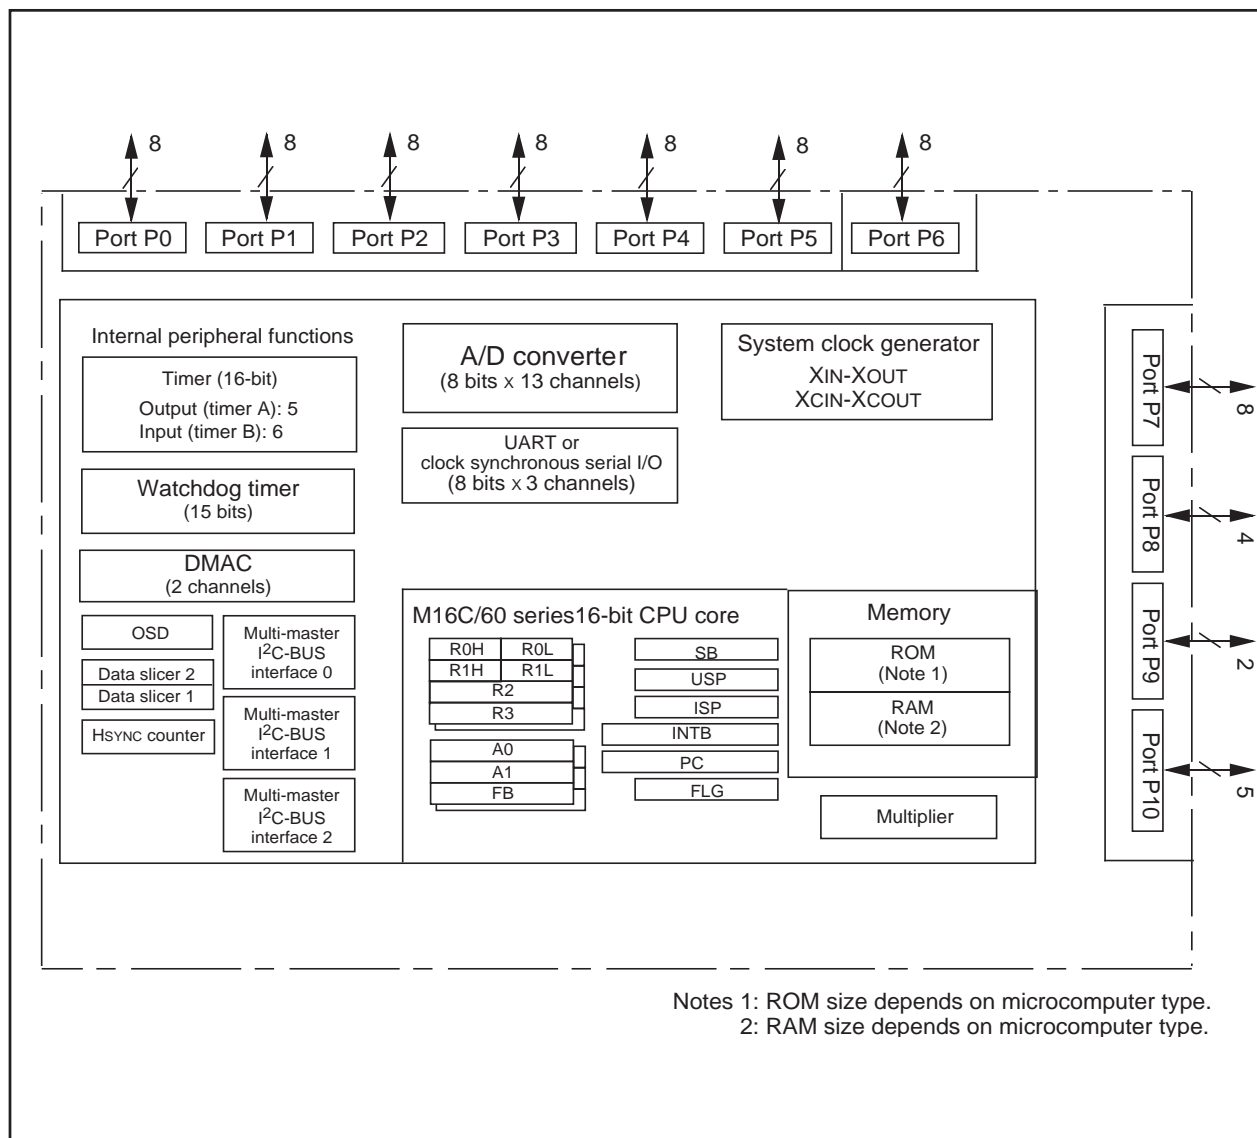 8 8 8 8 8 8 8
Port P0 Port P1 Port P2 Port P3 Port P4 Port P5 Port P6
Internal peripheral functions
Timer (16-bit)
Output (timer A): 5
Input (timer B): 6
Watchdog timer
(15 bits)
DMAC
(2 channels)
OSD
Data slicer 2
Data slicer 1
HSYNC counter
Multi-master
I²C-BUS
interface 0
Multi-master
I²C-BUS
interface 1
Multi-master
I²C-BUS
interface 2
A/D converter
(8 bits x 13 channels)
UART or
clock synchronous serial I/O
(8 bits x 3 channels)
System clock generator
XIN-XOUT
XCIN-XCOUT
M16C/60 series16-bit CPU core
R0H R0L
R1H R1L
R2
R3
A0
A1
FB
SB
USP
ISP
INTB
PC
FLG
Memory
ROM
(Note 1)
RAM
(Note 2)
Multiplier
Port P7
8
Port P8
4
Port P9
2
Port P10
5
Notes 1: ROM size depends on microcomputer type.
2: RAM size depends on microcomputer type.